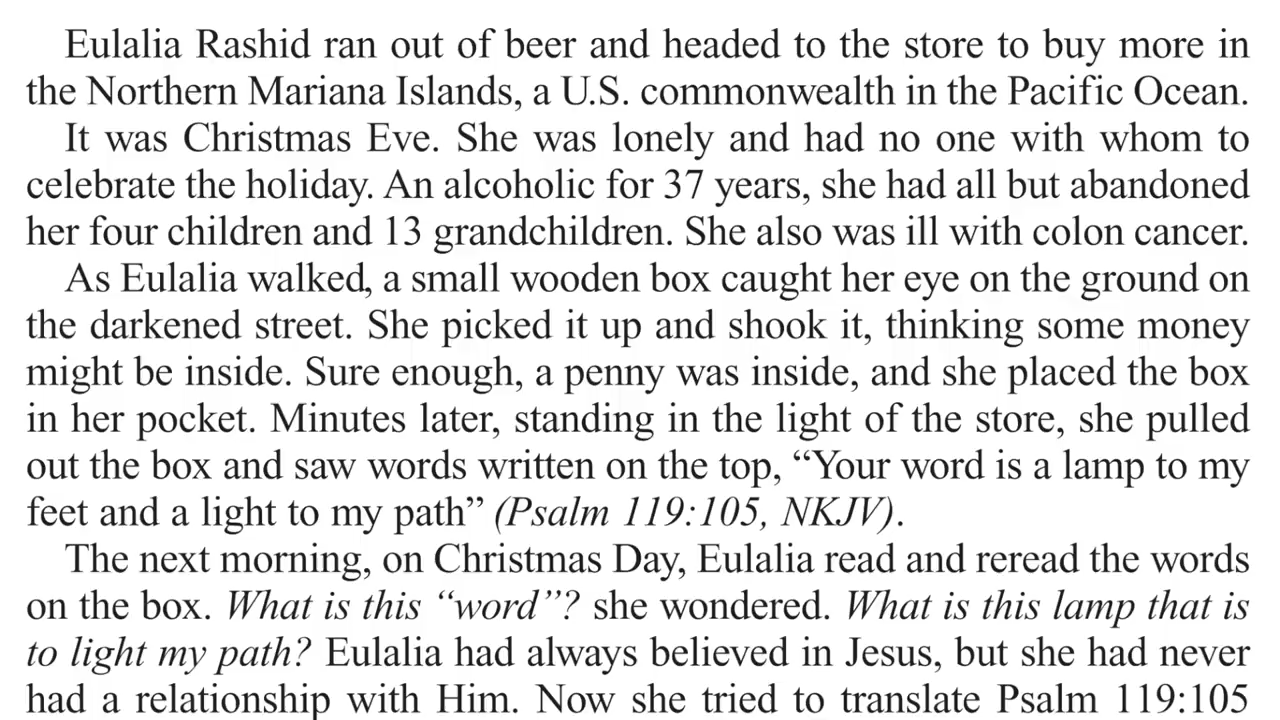 Eulalia Rashid ran out of beer and headed to the store to buy more in
the Northern Mariana Islands, a U.S. commonwealth in the Pacific Ocean.
It was Christmas Eve. She was lonely and had no one with whom to
celebrate the holiday. An alcoholic for 37 years, she had all but abandoned
her four children and 13 grandchildren. She also was ill with colon cancer.
As Eulalia walked, a small wooden box caught her eye on the ground on
the darkened street. She picked it up and shook it, thinking some money
might be inside. Sure enough, a penny was inside, and she placed the box
in her pocket. Minutes later, standing in the light of the store, she pulled
out the box and saw words written on the top, “Your word is a lamp to my
feet and a light to my path” (Psalm 119:105, NKJV).
The next morning, on Christmas Day, Eulalia read and reread the words
on the box. What is this “word”? she wondered. What is this lamp that is
to light my path? Eulalia had always believed in Jesus, but she had never
had a relationship with Him. Now she tried to translate Psalm 119:105